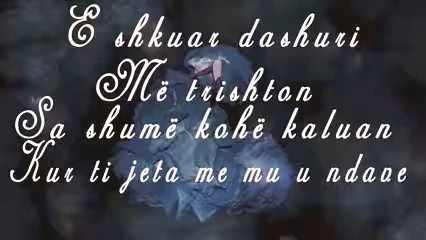 E shkuar dashuri
Më trishton
Sa shumë kohë kaluan
Kur ti jeta me mu u ndave